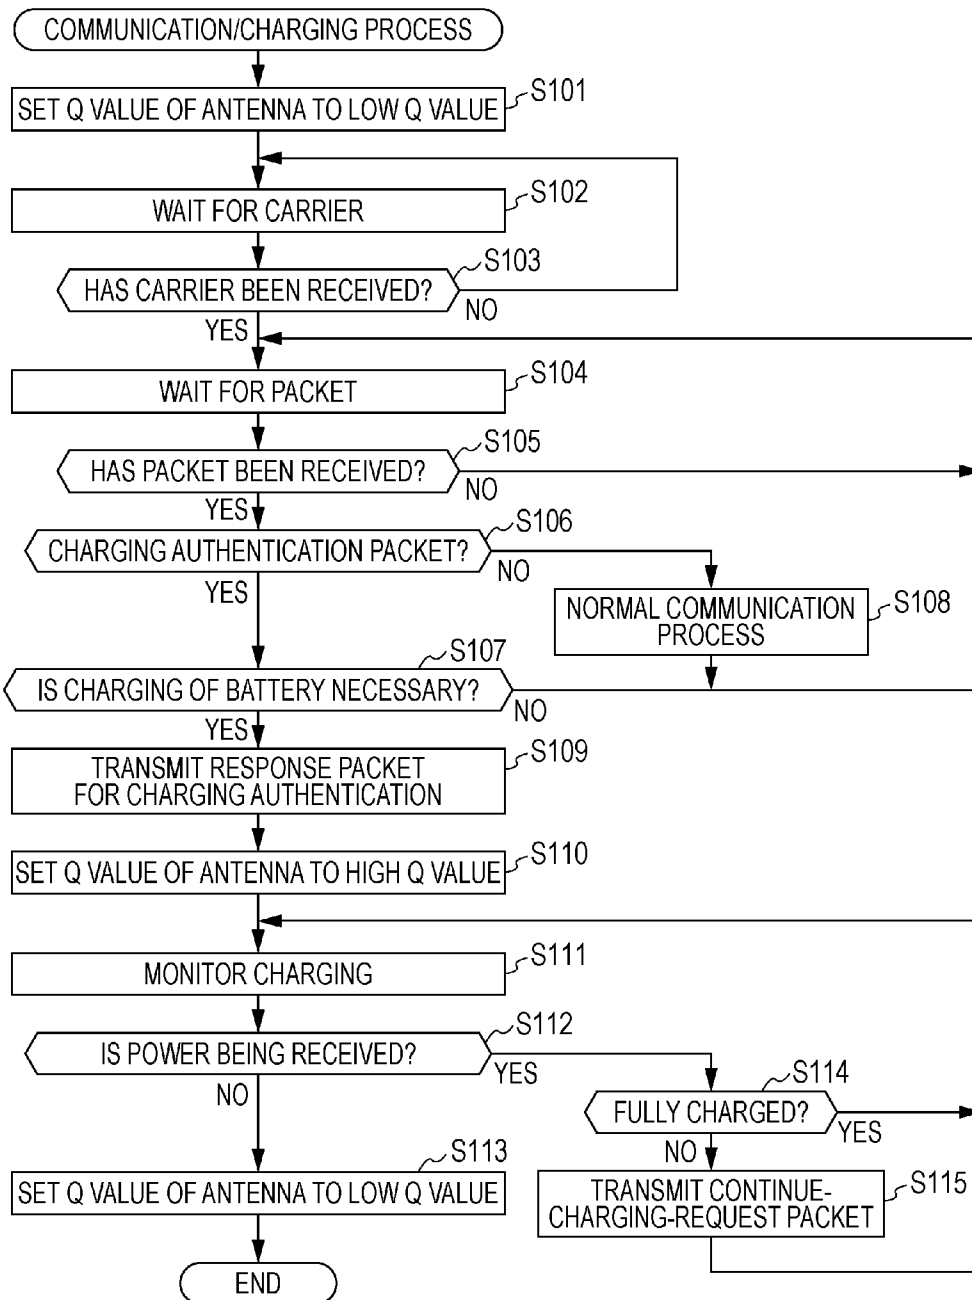 COMMUNICATION/CHARGING PROCESS
S101
SET Q VALUE OF ANTENNA TO LOW Q VALUE
S102
WAIT FOR CARRIER
S103
HAS CARRIER BEEN RECEIVED?
NO
YES
S104
WAIT FOR PACKET
S105
HAS PACKET BEEN RECEIVED?
NO
YES
S106
CHARGING AUTHENTICATION PACKET?
NO
YES
S108
NORMAL COMMUNICATION
PROCESS
S107
IS CHARGING OF BATTERY NECESSARY?
NO
YES
S109
TRANSMIT RESPONSE PACKET
FOR CHARGING AUTHENTICATION
S110
SET Q VALUE OF ANTENNA TO HIGH Q VALUE
S111
MONITOR CHARGING
S112
IS POWER BEING RECEIVED?
YES
NO
S114
FULLY CHARGED?
YES
NO
S113
SET Q VALUE OF ANTENNA TO LOW Q VALUE
S115
TRANSMIT CONTINUE-
CHARGING-REQUEST PACKET
END